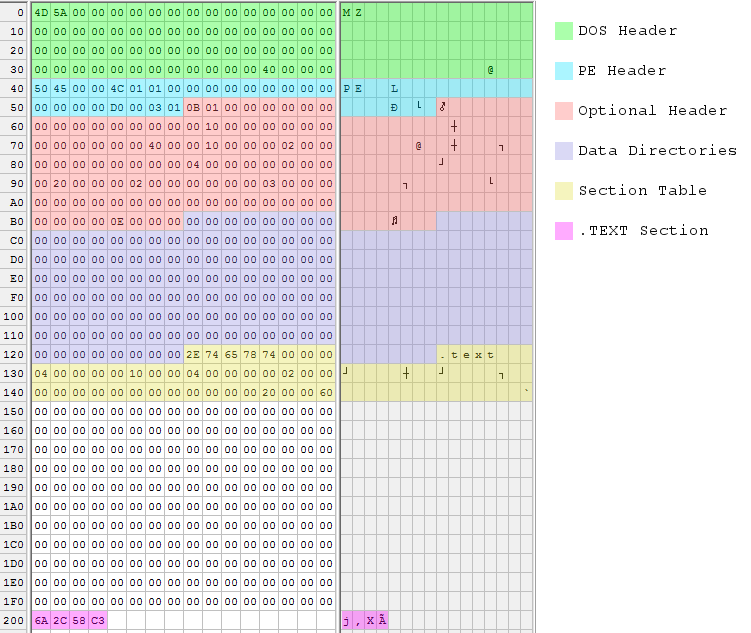 0 4D 5A 00 00 00 00 00 00 00 00 00 00 00 00 00 00 MZ
10 00 00 00 00 00 00 00 00 00 00 00 00 00 00 00 00
20 00 00 00 00 00 00 00 00 00 00 00 00 00 00 00 00
30 00 00 00 00 00 00 00 00 00 00 00 00 40 00 00 00 @
40 50 45 00 00 4C 01 01 00 00 00 00 00 00 00 00 00 PE L
50 00 00 00 00 D0 00 03 01 0B 01 00 00 00 00 00 00 Ð └ ♂
60 00 00 00 00 00 00 00 00 00 10 00 00 00 00 00 00 ┼
70 00 00 00 00 00 00 40 00 00 10 00 00 00 02 00 00 @ ┼ ┐
80 00 00 00 00 00 00 00 00 04 00 00 00 00 00 00 00 ┘
90 00 20 00 00 00 02 00 00 00 00 00 00 03 00 00 00 ┐ └
A0 00 00 00 00 00 00 00 00 00 00 00 00 00 00 00 00
B0 00 00 00 00 0E 00 00 00 00 00 00 00 00 00 00 00 ♬
C0 00 00 00 00 00 00 00 00 00 00 00 00 00 00 00 00
D0 00 00 00 00 00 00 00 00 00 00 00 00 00 00 00 00
E0 00 00 00 00 00 00 00 00 00 00 00 00 00 00 00 00
F0 00 00 00 00 00 00 00 00 00 00 00 00 00 00 00 00
100 00 00 00 00 00 00 00 00 00 00 00 00 00 00 00 00
110 00 00 00 00 00 00 00 00 00 00 00 00 00 00 00 00
120 00 00 00 00 00 00 00 00 2E 74 65 78 74 00 00 00 .text
130 04 00 00 00 00 10 00 00 04 00 00 00 00 02 00 00 ┘ ┼ ┘ ┐
140 00 00 00 00 00 00 00 00 00 00 00 00 20 00 00 60 `
150 00 00 00 00 00 00 00 00 00 00 00 00 00 00 00 00
160 00 00 00 00 00 00 00 00 00 00 00 00 00 00 00 00
170 00 00 00 00 00 00 00 00 00 00 00 00 00 00 00 00
180 00 00 00 00 00 00 00 00 00 00 00 00 00 00 00 00
190 00 00 00 00 00 00 00 00 00 00 00 00 00 00 00 00
1A0 00 00 00 00 00 00 00 00 00 00 00 00 00 00 00 00
1B0 00 00 00 00 00 00 00 00 00 00 00 00 00 00 00 00
1C0 00 00 00 00 00 00 00 00 00 00 00 00 00 00 00 00
1D0 00 00 00 00 00 00 00 00 00 00 00 00 00 00 00 00
1E0 00 00 00 00 00 00 00 00 00 00 00 00 00 00 00 00
1F0 00 00 00 00 00 00 00 00 00 00 00 00 00 00 00 00
200 6A 2C 58 C3 j,XÃ
DOS Header
PE Header
Optional Header
Data Directories
Section Table
.TEXT Section